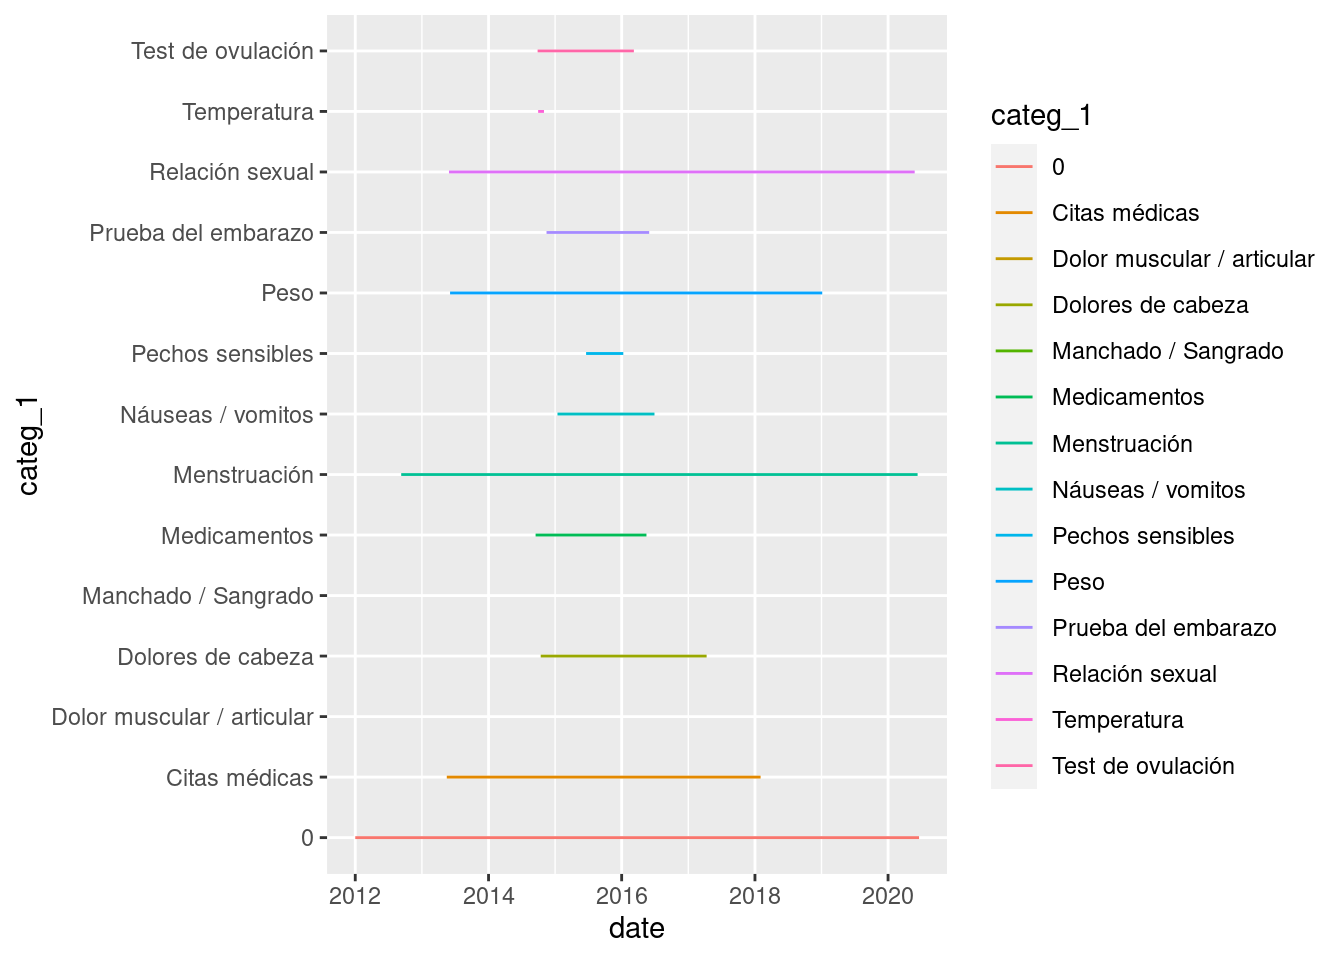 Test de ovulación
Temperatura
Relación sexual
Prueba del embarazo
Peso
Pechos sensibles
Náuseas / vomitos
Menstruación
Medicamentos
Manchado / Sangrado
Dolores de cabeza
Dolor muscular / articular
Citas médicas
0
categ_1
2012 2014 2016 2018 2020
date
categ_1
0
Citas médicas
Dolor muscular / articular
Dolores de cabeza
Manchado / Sangrado
Medicamentos
Menstruación
Náuseas / vomitos
Pechos sensibles
Peso
Prueba del embarazo
Relación sexual
Temperatura
Test de ovulación